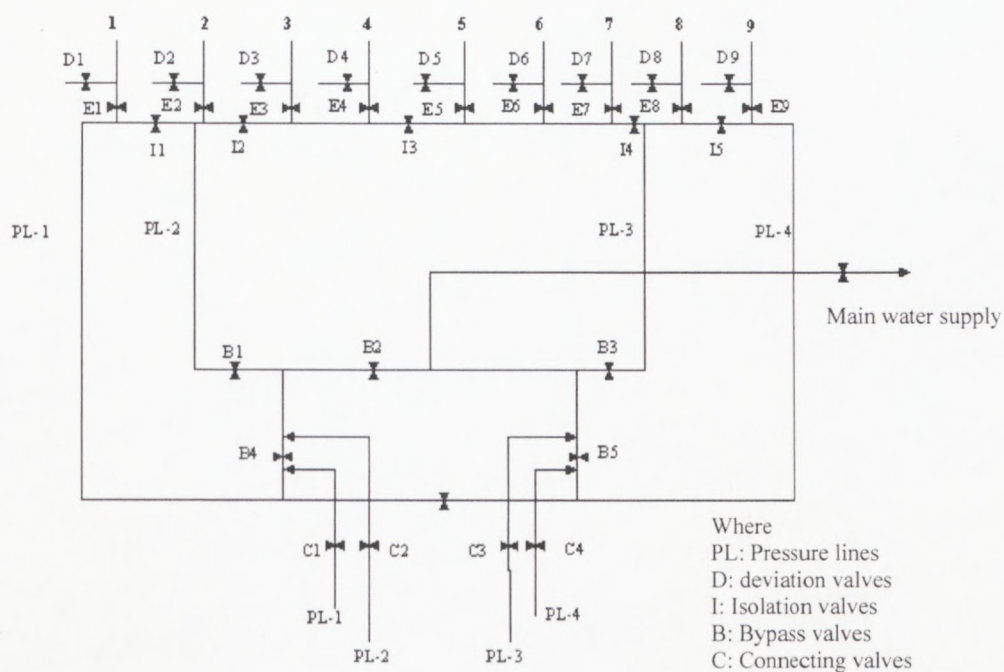 1 2 3 4 5 6 7 8 9
D1 D2 D3 D4 D5 D6 D7 D8 D9
E1 E2 E3 E4 E5 E6 E7 E8 E9
I1 I2 I3 I4 I5
PL-1 PL-2 PL-3 PL-4
Main water supply
B1 B2 B3
B4 B5
C1 C2 C3 C4
PL-1 PL-4
PL-2 PL-3
Where
PL: Pressure lines
D: deviation valves
I: Isolation valves
B: Bypass valves
C: Connecting valves